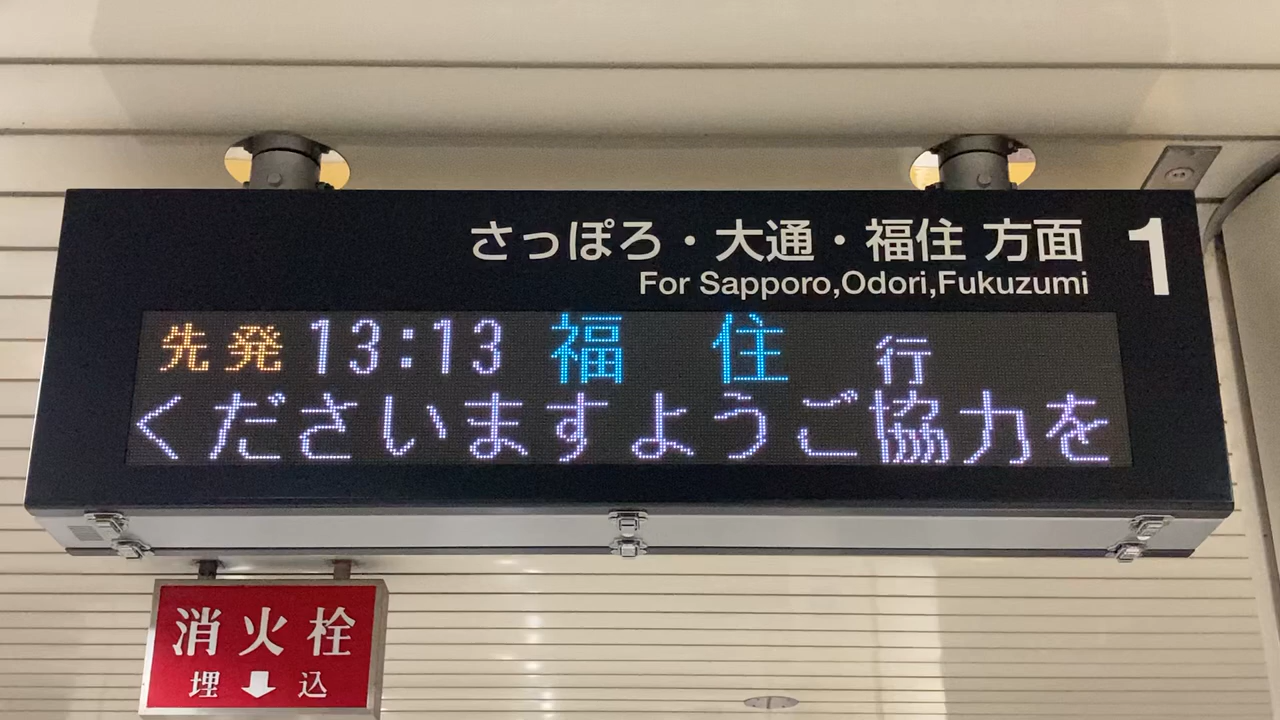 さっぽろ・大通・福住 方面 1
For Sapporo,Odori,Fukuzumi
先発 13:13 福 住 行
くださいますようご協力を
消火栓
埋 ⬇ 込